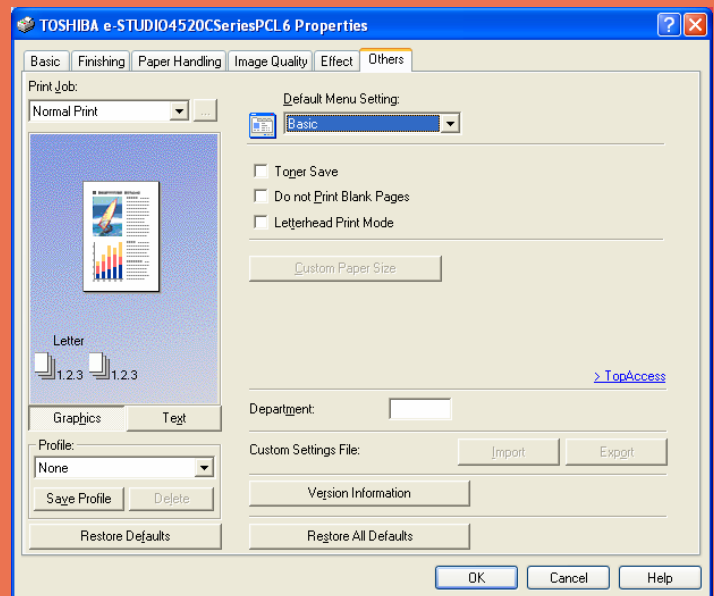 TOSHIBA e-STUDIO4520CSeriesPCL6 Properties
Basic Finishing Paper Handling Image Quality Effect Others
Print Job:
Normal Print
...
Default Menu Setting:
Basic
Toner Save
Do not Print Blank Pages
Letterhead Print Mode
Custom Paper Size
Letter
1.2.3 1.2.3
> TopAccess
Graphics Text
Department:
Profile:
None
Custom Settings File: Import Export
Save Profile Delete
Version Information
Restore Defaults
Restore All Defaults
OK Cancel Help